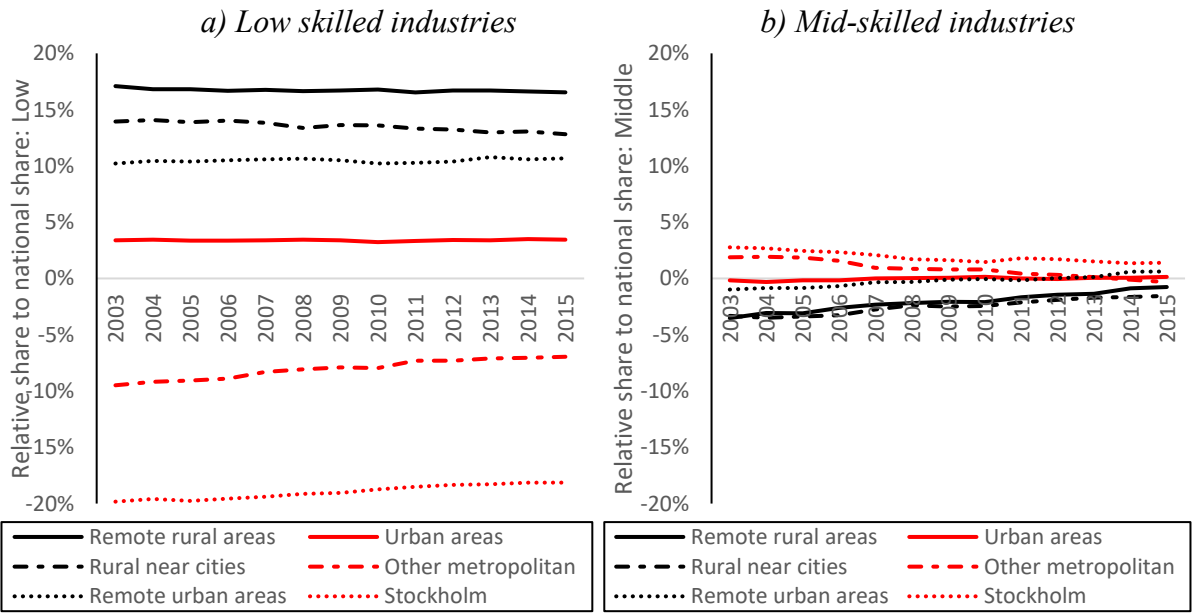 a) Low skilled industries
Relative share to national share: Low
20%
15%
10%
5%
0%
-5%
-10%
-15%
-20%
2003
2004
2005
2006
2007
2008
2009
2010
2011
2012
2013
2014
2015
Remote rural areas
Urban areas
Rural near cities
Other metropolitan
Remote urban areas
Stockholm
b) Mid-skilled industries
Relative share to national share: Middle
20%
15%
10%
5%
0%
-5%
-10%
-15%
-20%
2003
2004
2005
2006
2007
2008
2009
2010
2011
2012
2013
2014
2015
Remote rural areas
Urban areas
Rural near cities
Other metropolitan
Remote urban areas
Stockholm